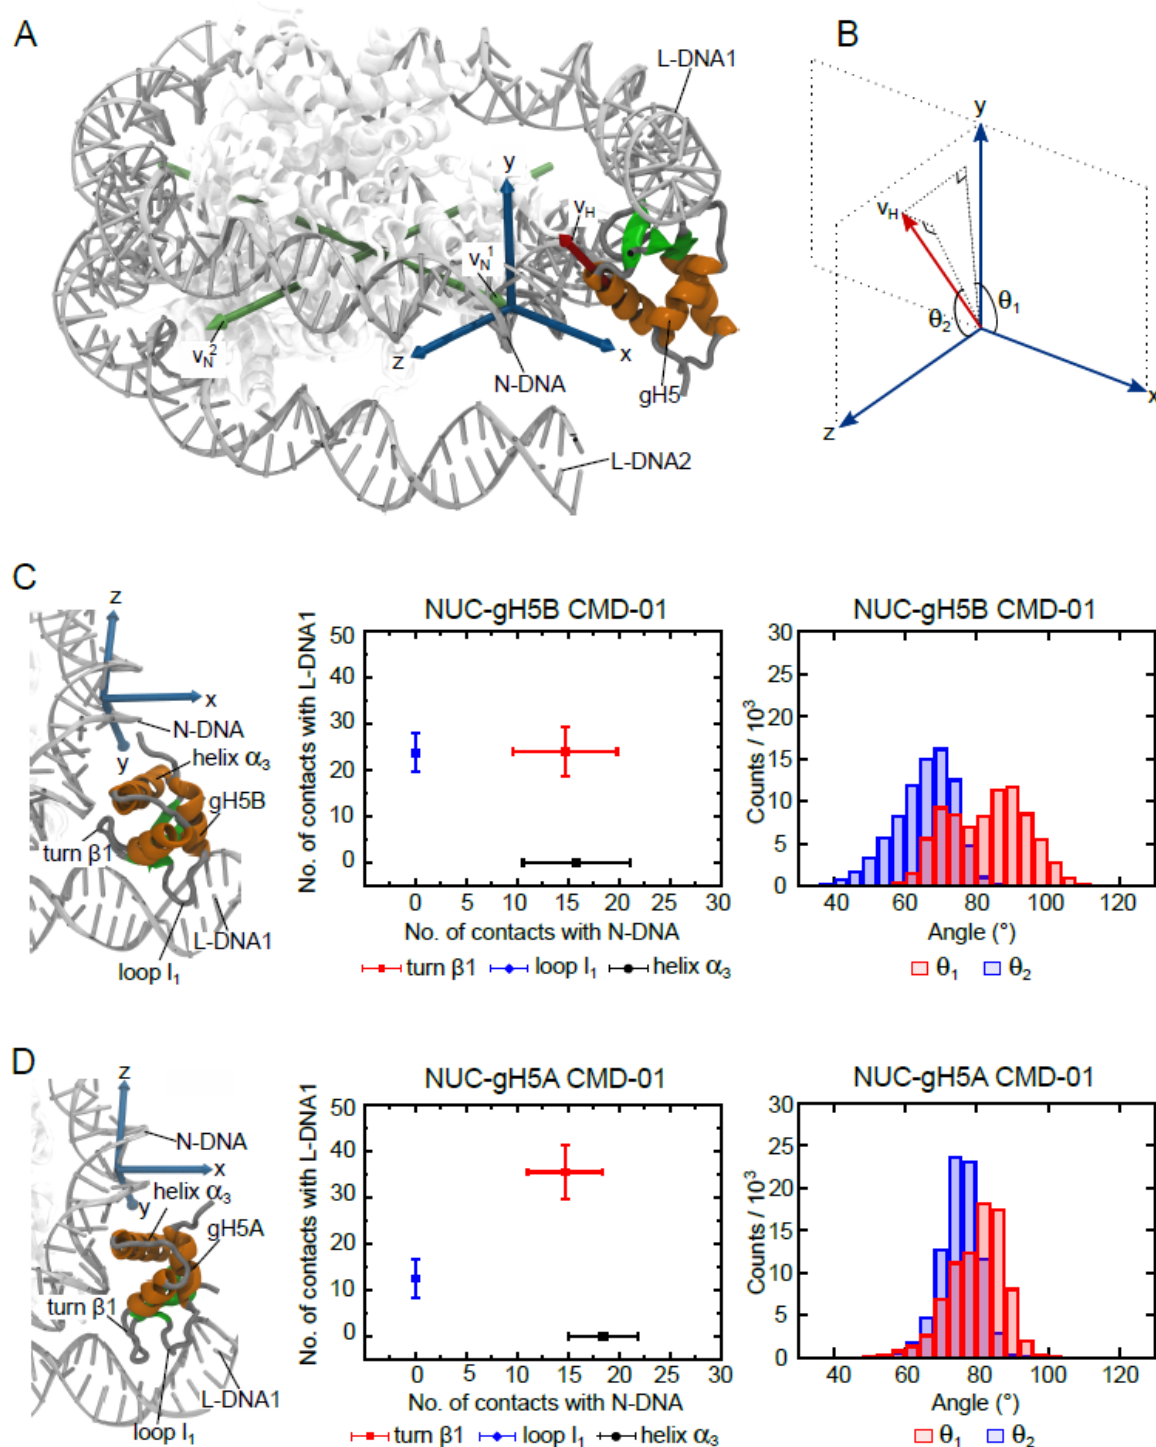 A
B
L-DNA1
y
v_H
v_N^1
v_N^2
z
x
N-DNA
gH5
L-DNA2
y
v_H
θ₁
θ₂
z
x
C
z
x
N-DNA
y
helix α₃
gH5B
turn β1
L-DNA1
loop l₁
NUC-gH5B CMD-01
No. of contacts with L-DNA1
50
40
30
20
10
0
0 5 10 15 20 25 30
No. of contacts with N-DNA
turn β1 loop l₁ helix α₃
NUC-gH5B CMD-01
Counts / 10³
30
25
20
15
10
5
0
40 60 80 100 120
Angle (°)
θ₁ θ₂
D
z
N-DNA
x
helix α₃
y
gH5A
turn β1
L-DNA1
loop l₁
NUC-gH5A CMD-01
No. of contacts with L-DNA1
50
40
30
20
10
0
0 5 10 15 20 25 30
No. of contacts with N-DNA
turn β1 loop l₁ helix α₃
NUC-gH5A CMD-01
Counts / 10³
30
25
20
15
10
5
0
40 60 80 100 120
Angle (°)
θ₁ θ₂